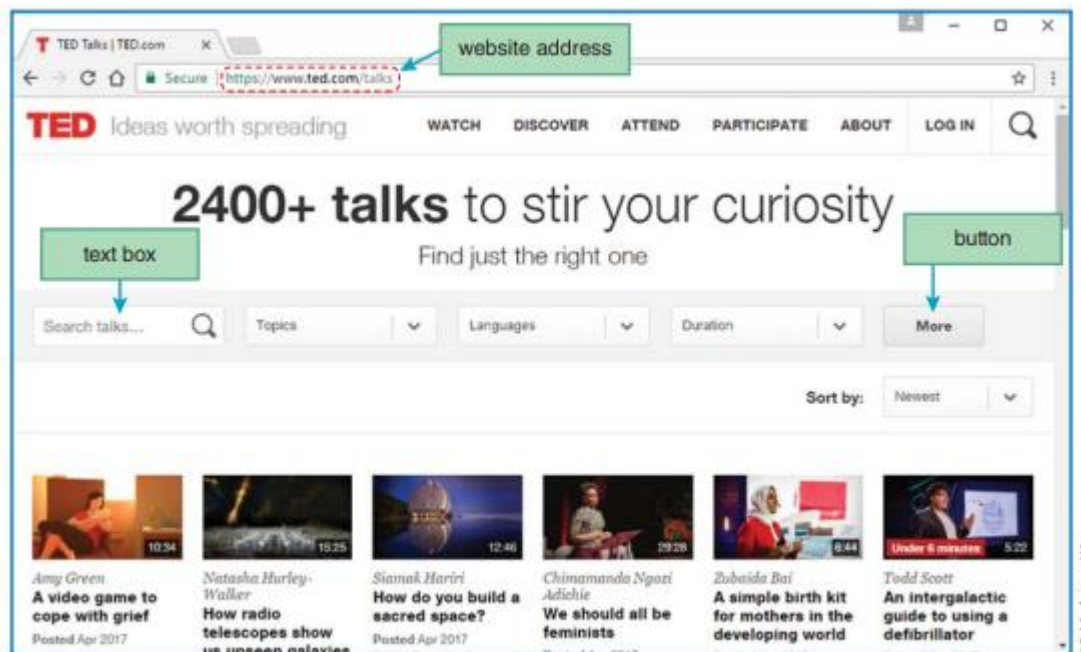 TED Talks | TED.com
website address
Secure https://www.ted.com/talks
TED Ideas worth spreading WATCH DISCOVER ATTEND PARTICIPATE ABOUT LOG IN
2400+ talks to stir your curiosity
text box
button
Find just the right one
Search talks... Topics Languages Duration More
Sort by: Newest
10:34 15:25 12:46 29:28 6:44 Under 6 minutes 5:22
Amy Green
A video game to
cope with grief
Posted Apr 2017
Natasha Hurley-
Walker
How radio
telescopes show
us unseen galaxies
Siamak Hariri
How do you build a
sacred space?
Posted Apr 2017
Chimamanda Ngozi
Adichie
We should all be
feminists
Zubaida Bai
A simple birth kit
for mothers in the
developing world
Todd Scott
An intergalactic
guide to using a
defibrillator